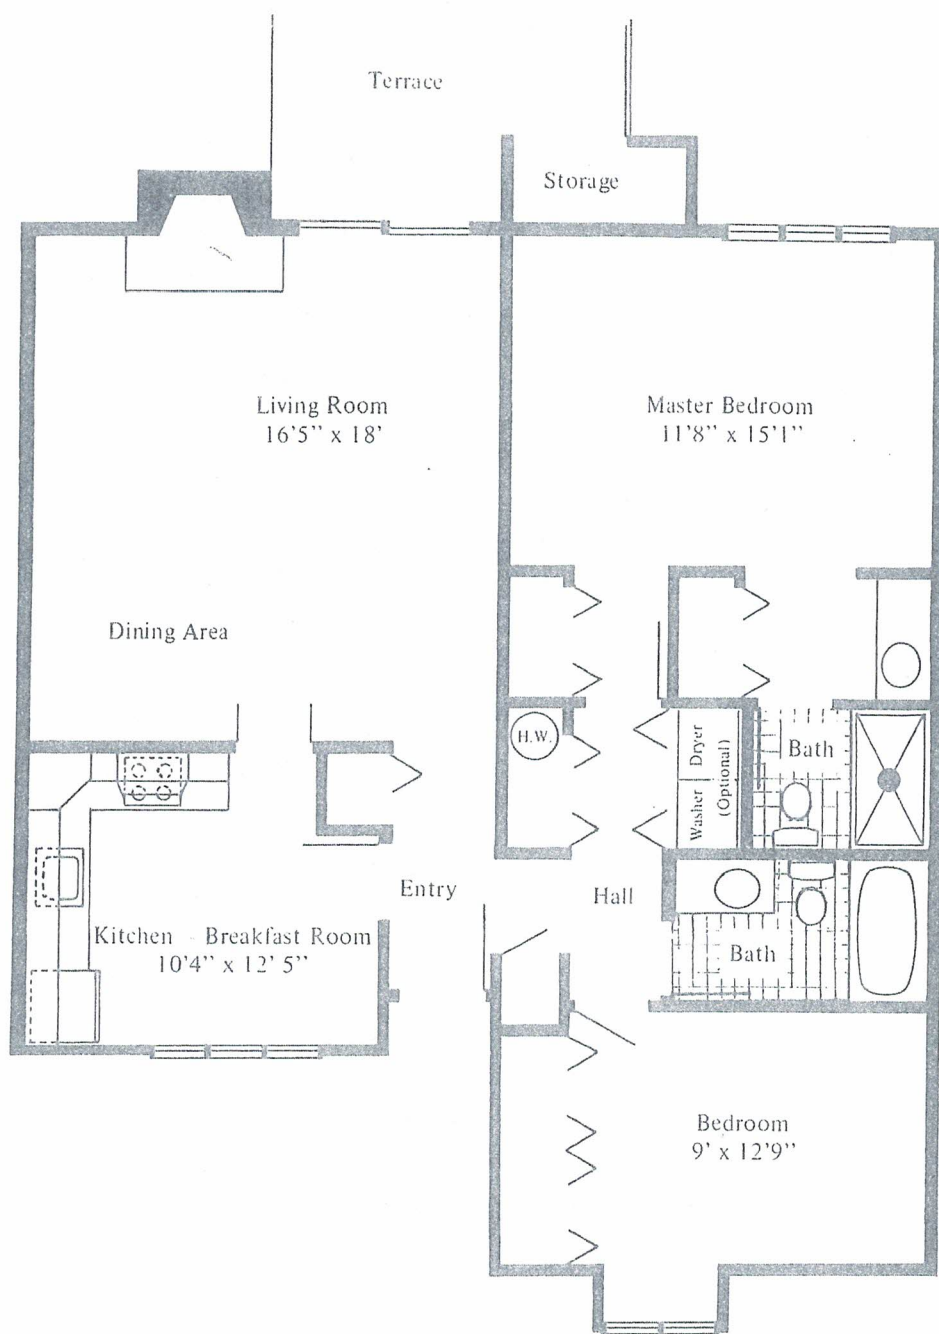 Terrace
Storage
Living Room
16'5" x 18'
Master Bedroom
11'8" x 15'1"
Dining Area
H.W.
Washer Dryer
(Optional)
Bath
Entry
Hall
Kitchen - Breakfast Room
10'4" x 12' 5"
Bath
Bedroom
9' x 12'9"